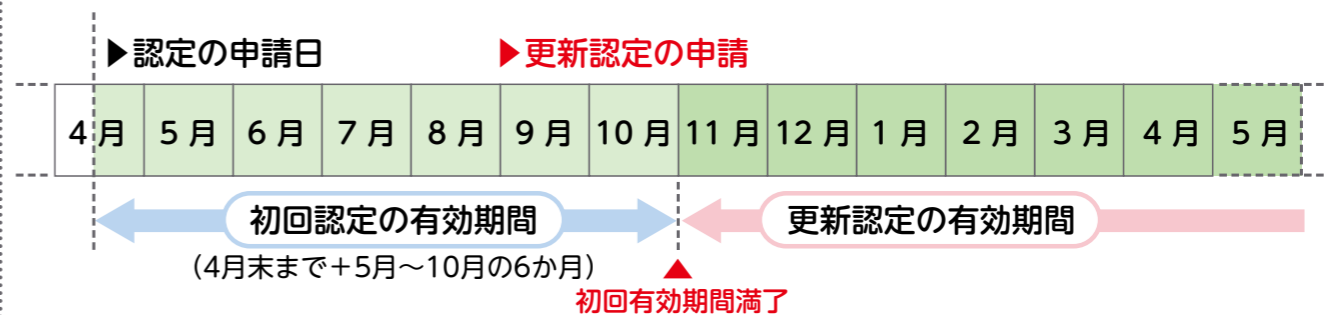 ▶認定の申請日 ▶更新認定の申請
4月 5月 6月 7月 8月 9月 10月 11月 12月 1月 2月 3月 4月 5月
初回認定の有効期間 更新認定の有効期間
（4月末まで＋5月～10月の6か月）
▲
初回有効期間満了